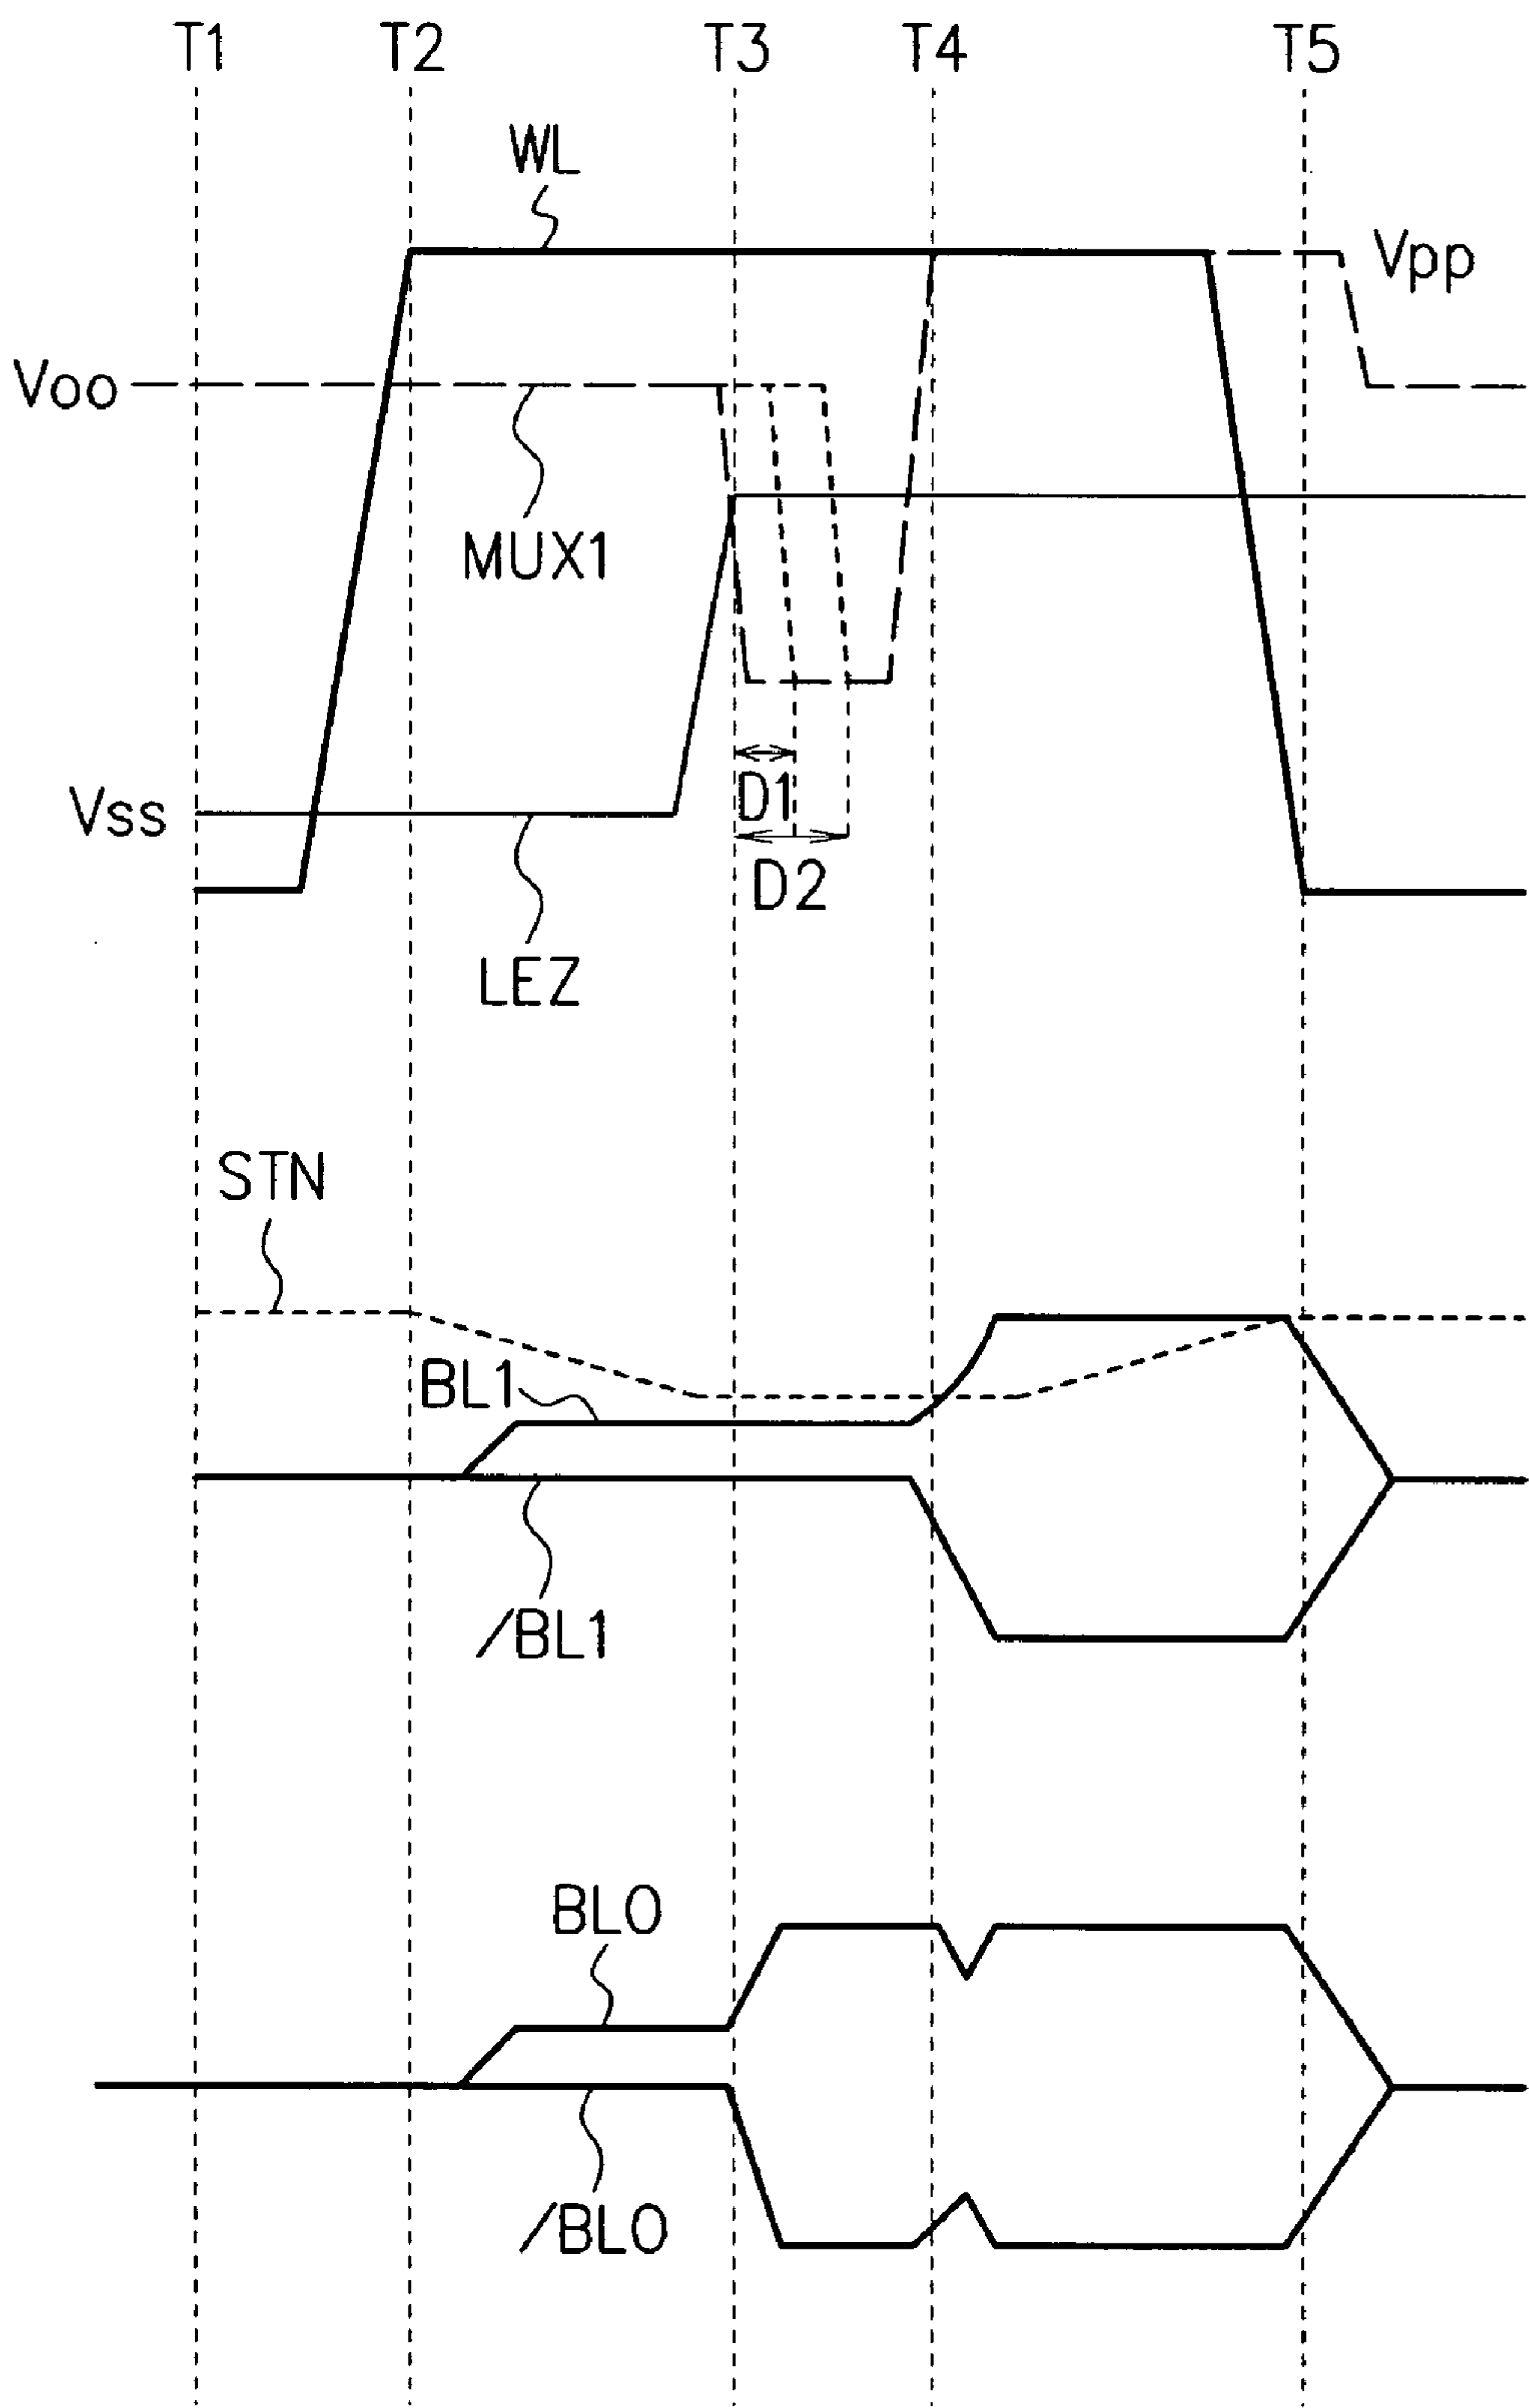 T1 T2 T3 T4 T5
WL
Vpp
Voo
MUX1
D1
Vss
D2
LEZ
STN
BL1
/BL1
BL0
/BL0